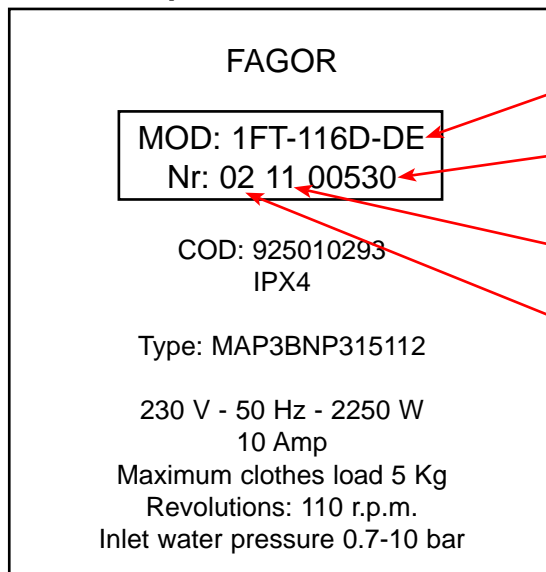 FAGOR
MOD: 1FT-116D-DE
Nr: 02 11 00530
COD: 925010293
IPX4
Type: MAP3BNP315112
230 V - 50 Hz - 2250 W
10 Amp
Maximum clothes load 5 Kg
Revolutions: 110 r.p.m.
Inlet water pressure 0.7-10 bar